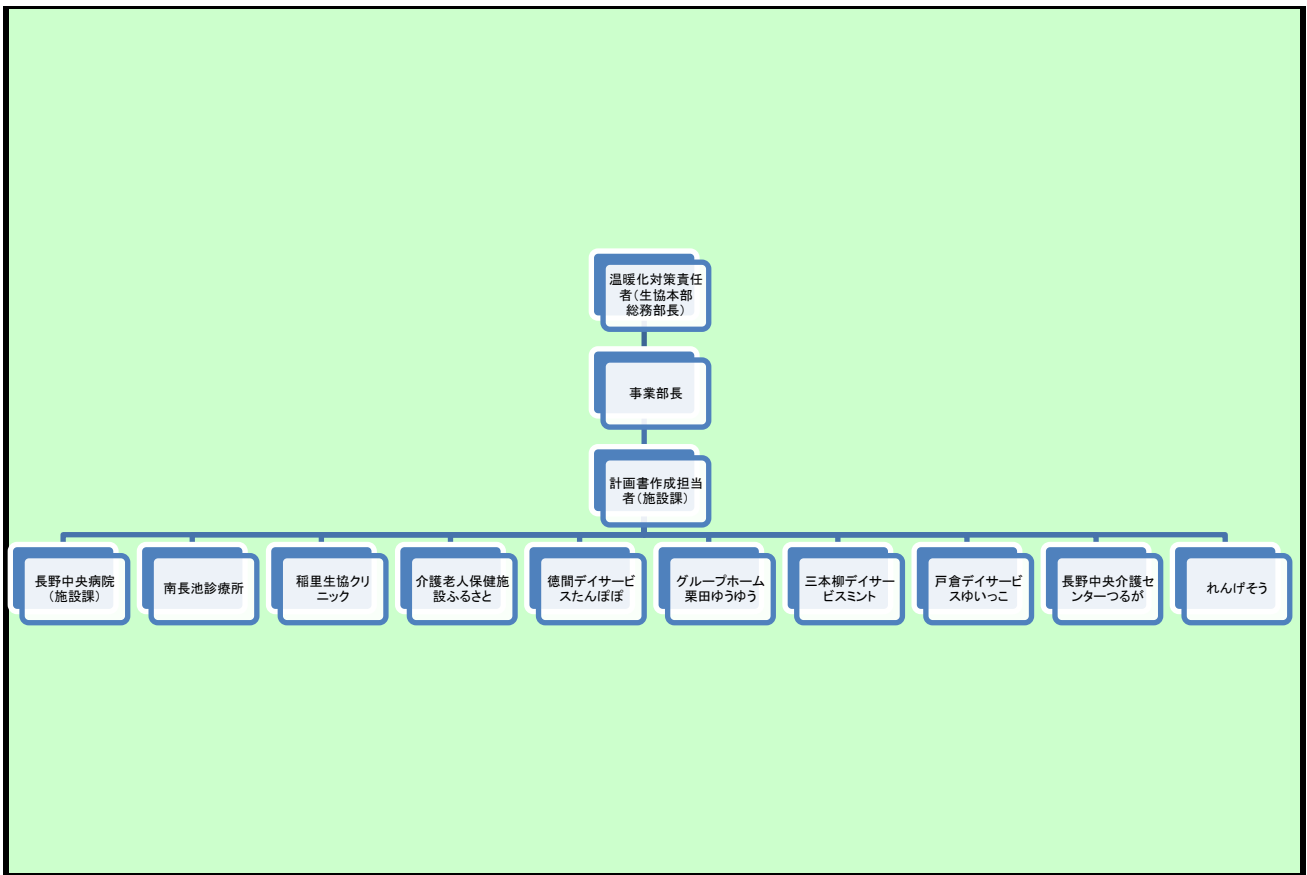 温暖化対策責任
者(生協本部
総務部長)
事業部長
計画書作成担当
者(施設課)
長野中央病院
(施設課)
南長池診療所
稲里生協クリ
ニック
介護老人保健施
設ふるさと
徳間デイサービ
スたんぽぽ
グループホーム
栗田ゆうゆう
三本柳デイサー
ビスミント
戸倉デイサービ
スゆいっこ
長野中央介護セ
ンターつるが
れんげそう